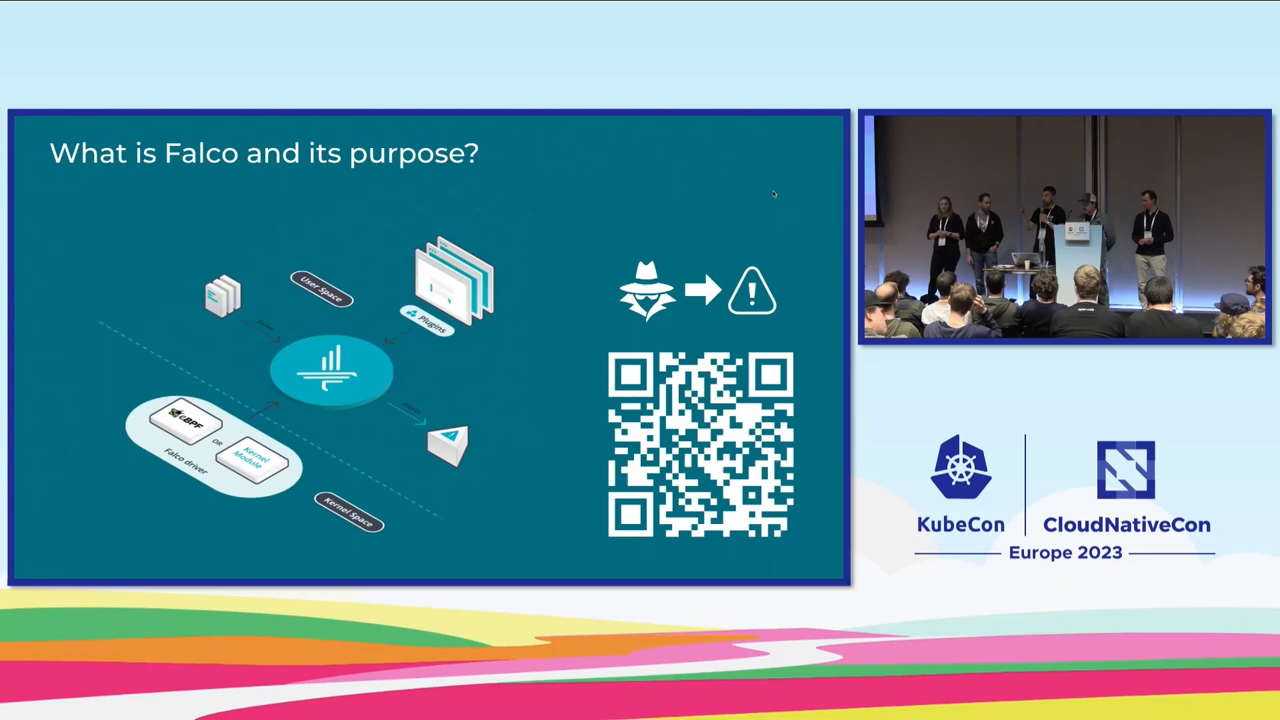 What is Falco and its purpose?
User Space
Plugins
eBPF
OR
Kernel
Module
Falco driver
Kernel Space
KubeCon
CloudNativeCon
Europe 2023